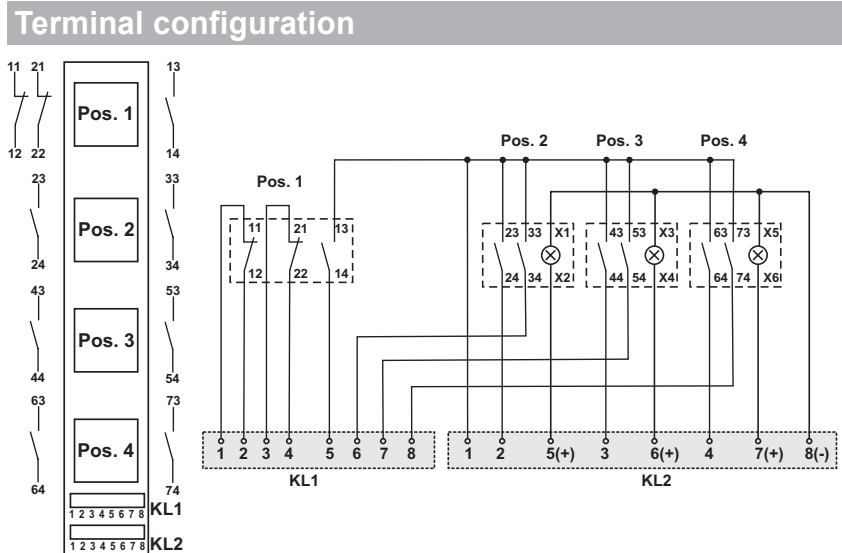 Terminal configuration
11 21
13
Pos. 1
12 22
14
23
33
Pos. 2
24
34
43
53
Pos. 3
44
54
63
73
Pos. 4
64
74
1 2 3 4 5 6 7 8 KL1
1 2 3 4 5 6 7 8 KL2
Pos. 2 Pos. 3 Pos. 4
Pos. 1
11 21 13
12 22 14
23 33 X1 43 53 X3 63 73 X5
24 34 X2 44 54 X4 64 74 X6
1 2 3 4 5 6 7 8
KL1
1 2 5(+) 3 6(+) 4 7(+) 8(-)
KL2